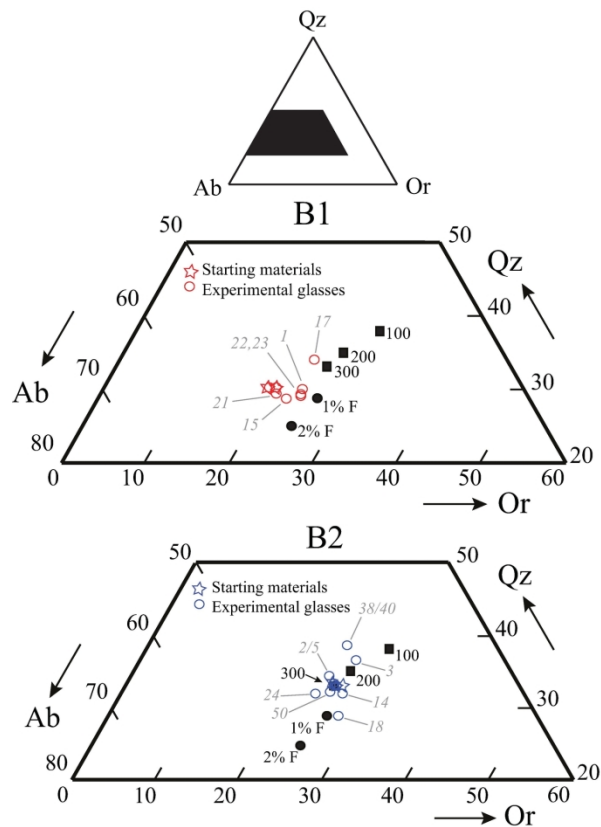 Qz
Ab Or
B1
50 50
Starting materials
Experimental glasses
Qz
60 40
17
1
100
22,23
200
300
70 30
Ab
21
1% F
15
2% F
80 20
0 10 20 30 40 50 60
Or
B2
50 50
Starting materials
Experimental glasses
Qz
38/40
60 40
2/5
100
3
300
200
70 30
24
14
50
Ab
1% F
18
2% F
80 20
0 10 20 30 40 50 60
Or